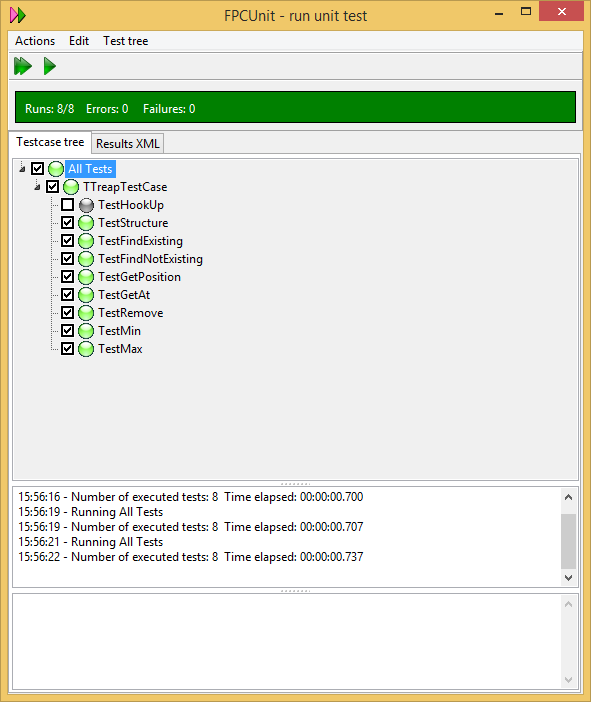 FPCUnit - run unit test
Actions Edit Test tree
Runs: 8/8 Errors: 0 Failures: 0
Testcase tree Results XML
All Tests
TTreapTestCase
TestHookUp
TestStructure
TestFindExisting
TestFindNotExisting
TestGetPosition
TestGetAt
TestRemove
TestMin
TestMax
15:56:16 - Number of executed tests: 8 Time elapsed: 00:00:00.700
15:56:19 - Running All Tests
15:56:19 - Number of executed tests: 8 Time elapsed: 00:00:00.707
15:56:21 - Running All Tests
15:56:22 - Number of executed tests: 8 Time elapsed: 00:00:00.737